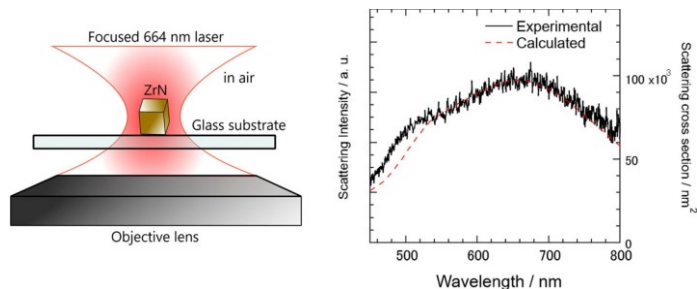 Focused 664 nm laser
in air
ZrN
Glass substrate
Objective lens
Experimental
Calculated
Scattering Intensity / a. u.
Scattering cross section / nm²
100 x10³
50
0
500
600
700
800
Wavelength / nm